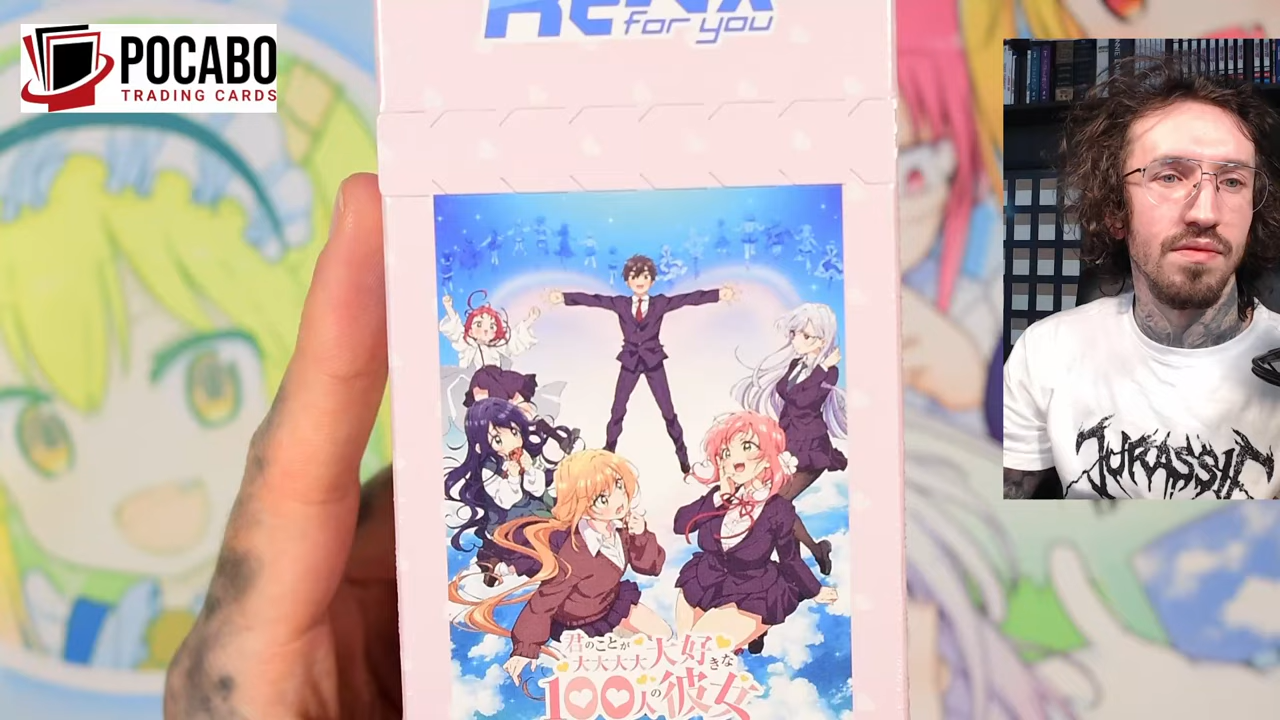 POCABO
TRADING CARDS
for you
JURASSIC
君のことが
大大大大大好きな
100人の彼女